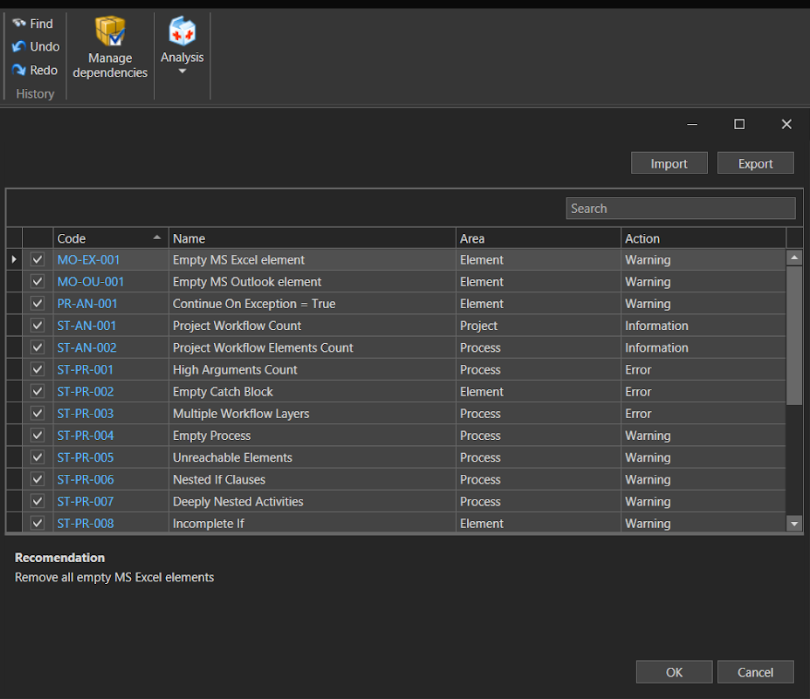 Find
Undo
Redo
History
Manage
dependencies
Analysis
Import Export
Search
Code Name Area Action
MO-EX-001 Empty MS Excel element Element Warning
MO-OU-001 Empty MS Outlook element Element Warning
PR-AN-001 Continue On Exception = True Element Warning
ST-AN-001 Project Workflow Count Project Information
ST-AN-002 Project Workflow Elements Count Process Information
ST-PR-001 High Arguments Count Process Error
ST-PR-002 Empty Catch Block Element Error
ST-PR-003 Multiple Workflow Layers Process Error
ST-PR-004 Empty Process Process Warning
ST-PR-005 Unreachable Elements Process Warning
ST-PR-006 Nested If Clauses Process Warning
ST-PR-007 Deeply Nested Activities Process Warning
ST-PR-008 Incomplete If Element Warning
Recomendation
Remove all empty MS Excel elements
OK Cancel